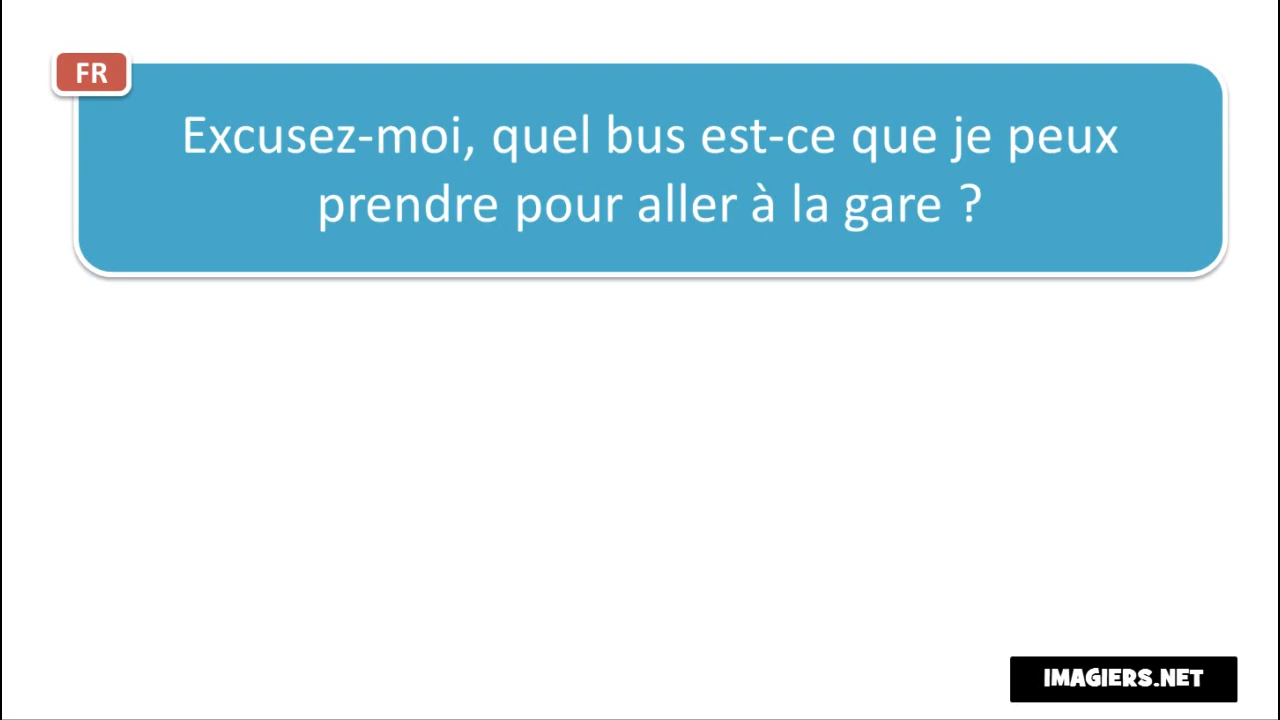 FR
Excusez-moi, quel bus est-ce que je peux
prendre pour aller à la gare ?
IMAGIERS.NET